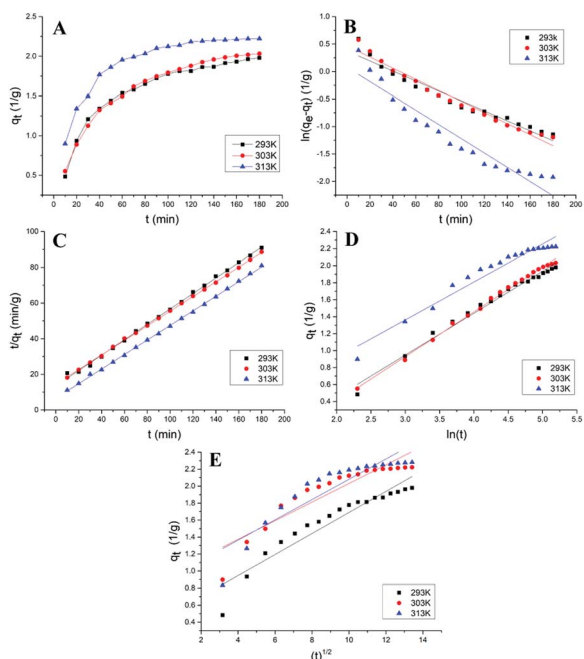 A
2.5
2.0
1.5
1.0
0.5
qt (1/g)
293K
303K
313K
0 20 40 60 80 100 120 140 160 180 200
t (min)
B
1.0
0.5
0.0
-0.5
-1.0
-1.5
-2.0
ln(qe-qt) (1/g)
293k
303K
313K
0 20 40 60 80 100 120 140 160 180 200
t (min)
C
100
80
60
40
20
0
t/qt (min/g)
293K
303K
313K
0 20 40 60 80 100 120 140 160 180 200
t (min)
D
2.6
2.4
2.2
2.0
1.8
1.6
1.4
1.2
1.0
0.8
0.6
0.4
qt (1/g)
293K
303K
313K
2.0 2.5 3.0 3.5 4.0 4.5 5.0 5.5
ln(t)
E
2.4
2.2
2.0
1.8
1.6
1.4
1.2
1.0
0.8
0.6
0.4
qt (1/g)
293K
303K
313K
2 4 6 8 10 12 14
(t)1/2